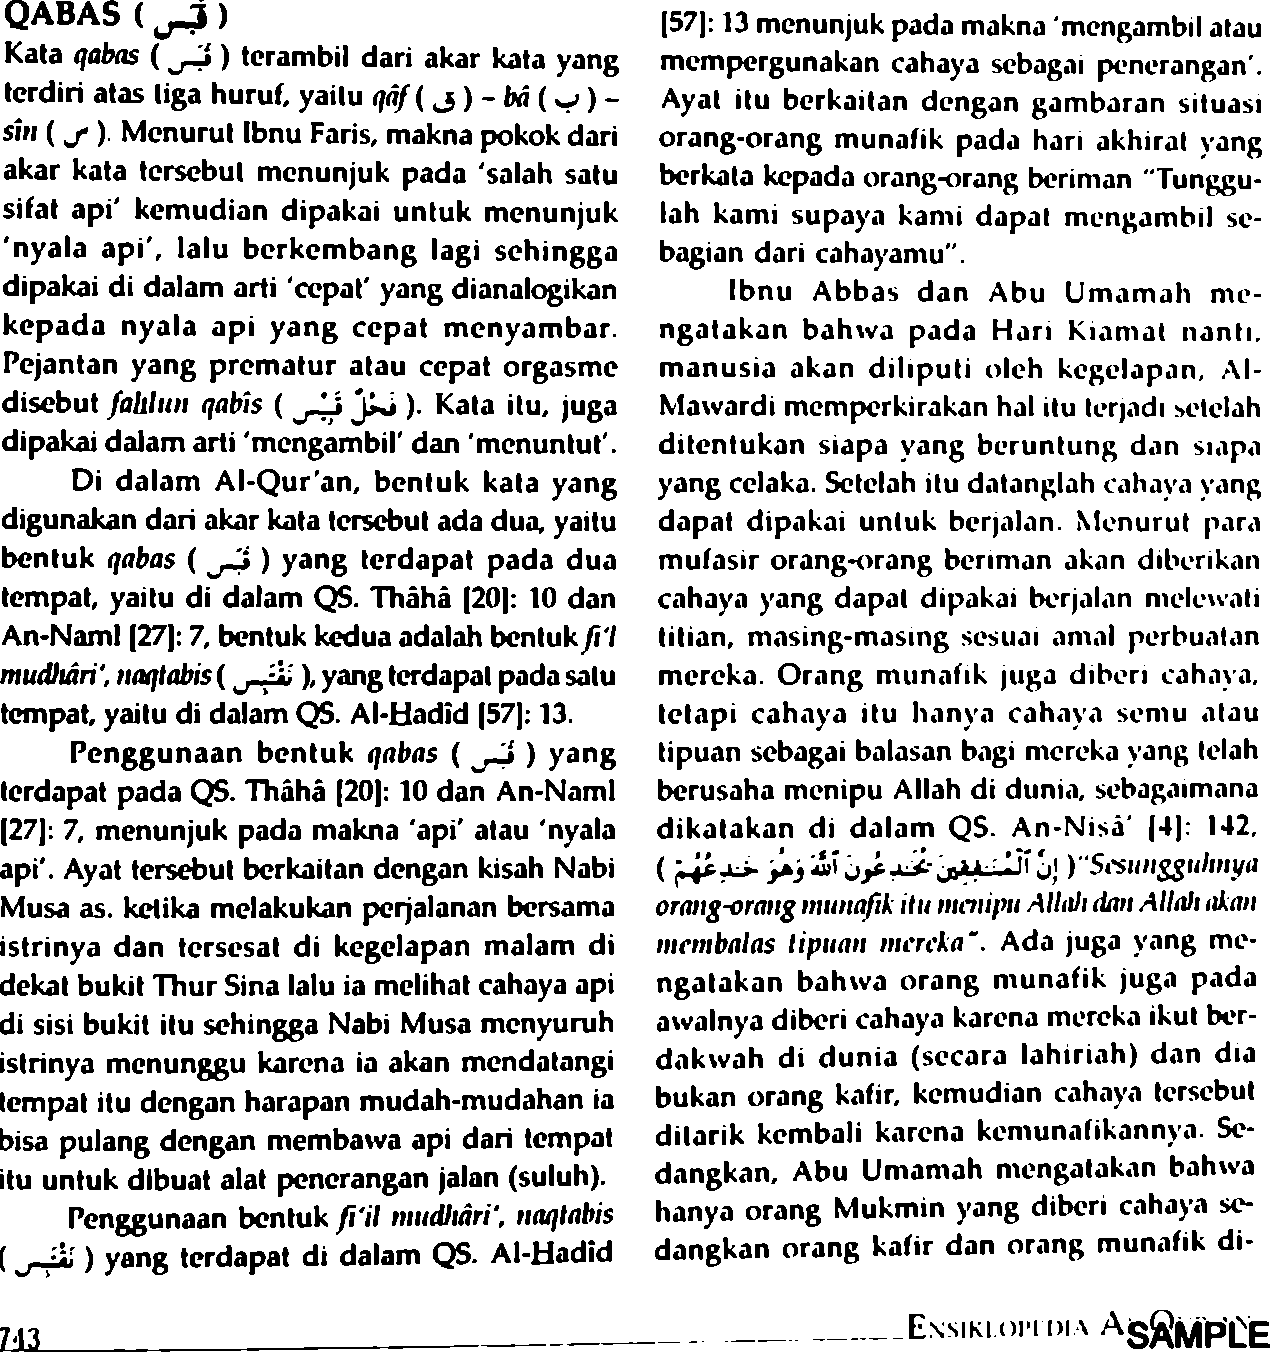 QABAS ( قَبَس )
Kata qabas ( قَبَس ) terambil dari akar kata yang
terdiri atas tiga huruf, yaitu qâf ( ق ) – bâ ( ب ) –
sîn ( س ). Menurut Ibnu Faris, makna pokok dari
akar kata tersebut menunjuk pada 'salah satu
sifat api' kemudian dipakai untuk menunjuk
'nyala api', lalu berkembang lagi sehingga
dipakai di dalam arti 'cepat' yang dianalogikan
kepada nyala api yang cepat menyambar.
Pejantan yang prematur atau cepat orgasme
disebut fahlun qabîs ( فَحْلٌ قَبِيْس ). Kata itu, juga
dipakai dalam arti 'mengambil' dan 'menuntut'.
Di dalam Al-Qur'an, bentuk kata yang
digunakan dari akar kata tersebut ada dua, yaitu
bentuk qabas ( قَبَس ) yang terdapat pada dua
tempat, yaitu di dalam QS. Thâhâ [20]: 10 dan
An-Naml [27]: 7, bentuk kedua adalah bentuk fi'l
mudhâri', naqtabis ( نَقْتَبِس ), yang terdapat pada satu
tempat, yaitu di dalam QS. Al-Hadîd [57]: 13.
Penggunaan bentuk qabas ( قَبَس ) yang
terdapat pada QS. Thâhâ [20]: 10 dan An-Naml
[27]: 7, menunjuk pada makna 'api' atau 'nyala
api'. Ayat tersebut berkaitan dengan kisah Nabi
Musa as. ketika melakukan perjalanan bersama
istrinya dan tersesat di kegelapan malam di
dekat bukit Thur Sina lalu ia melihat cahaya api
di sisi bukit itu sehingga Nabi Musa menyuruh
istrinya menunggu karena ia akan mendatangi
tempat itu dengan harapan mudah-mudahan ia
bisa pulang dengan membawa api dari tempat
itu untuk dibuat alat penerangan jalan (suluh).
Penggunaan bentuk fi'il mudhâri', naqtabis
( نَقْتَبِس ) yang terdapat di dalam QS. Al-Hadîd
[57]: 13 menunjuk pada makna 'mengambil atau
mempergunakan cahaya sebagai penerangan'.
Ayat itu berkaitan dengan gambaran situasi
orang-orang munafik pada hari akhirat yang
berkata kepada orang-orang beriman "Tunggu-
lah kami supaya kami dapat mengambil se-
bagian dari cahayamu".
Ibnu Abbas dan Abu Umamah me-
ngatakan bahwa pada Hari Kiamat nanti,
manusia akan diliputi oleh kegelapan, Al-
Mawardi memperkirakan hal itu terjadi setelah
ditentukan siapa yang beruntung dan siapa
yang celaka. Setelah itu datanglah cahaya yang
dapat dipakai untuk berjalan. Menurut para
mufasir orang-orang beriman akan diberikan
cahaya yang dapat dipakai berjalan melewati
titian, masing-masing sesuai amal perbuatan
mereka. Orang munafik juga diberi cahaya,
tetapi cahaya itu hanya cahaya semu atau
tipuan sebagai balasan bagi mereka yang telah
berusaha menipu Allah di dunia, sebagaimana
dikatakan di dalam QS. An-Nisâ' [4]: 142,
( إِنَّ ٱلْمُنَـٰفِقِينَ يُخَـٰدِعُونَ ٱللَّهَ وَهُوَ خَـٰدِعُهُمْ ) "Sesungguhnya
orang-orang munafik itu menipu Allah dan Allah akan
membalas tipuan mereka". Ada juga yang me-
ngatakan bahwa orang munafik juga pada
awalnya diberi cahaya karena mereka ikut ber-
dakwah di dunia (secara lahiriah) dan dia
bukan orang kafir, kemudian cahaya tersebut
ditarik kembali karena kemunafikannya. Se-
dangkan, Abu Umamah mengatakan bahwa
hanya orang Mukmin yang diberi cahaya se-
dangkan orang kafir dan orang munafik di-
743
ENSIKLOPEDIA
SAMPLE